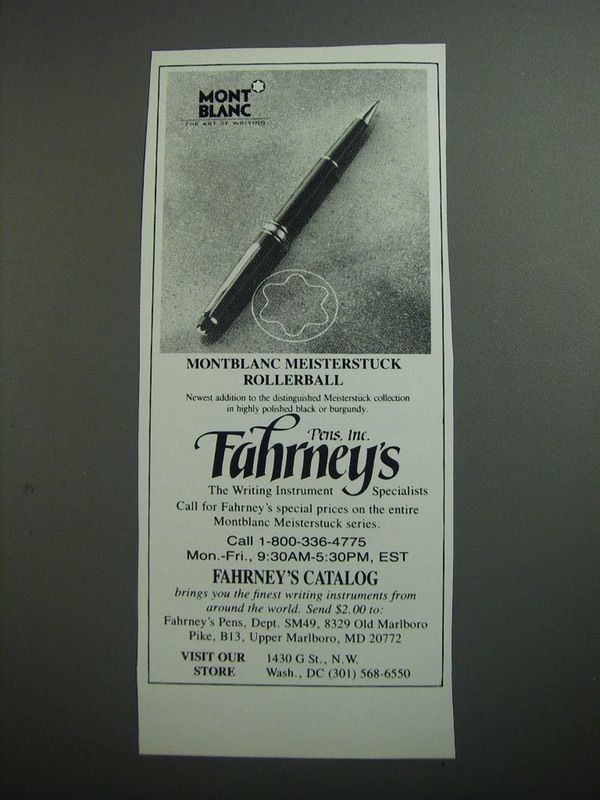 MONT
BLANC
THE ART OF WRITING
MONTBLANC MEISTERSTUCK
ROLLERBALL
Newest addition to the distinguished Meisterstück collection
in highly polished black or burgundy.
Pens, Inc.
Fahrney's
The Writing Instrument Specialists
Call for Fahrney's special prices on the entire
Montblanc Meisterstuck series.
Call 1-800-336-4775
Mon.-Fri., 9:30AM-5:30PM, EST
FAHRNEY'S CATALOG
brings you the finest writing instruments from
around the world. Send $2.00 to:
Fahrney's Pens, Dept. SM49, 8329 Old Marlboro
Pike, B13, Upper Marlboro, MD 20772
VISIT OUR 1430 G St., N.W.
STORE Wash., DC (301) 568-6550